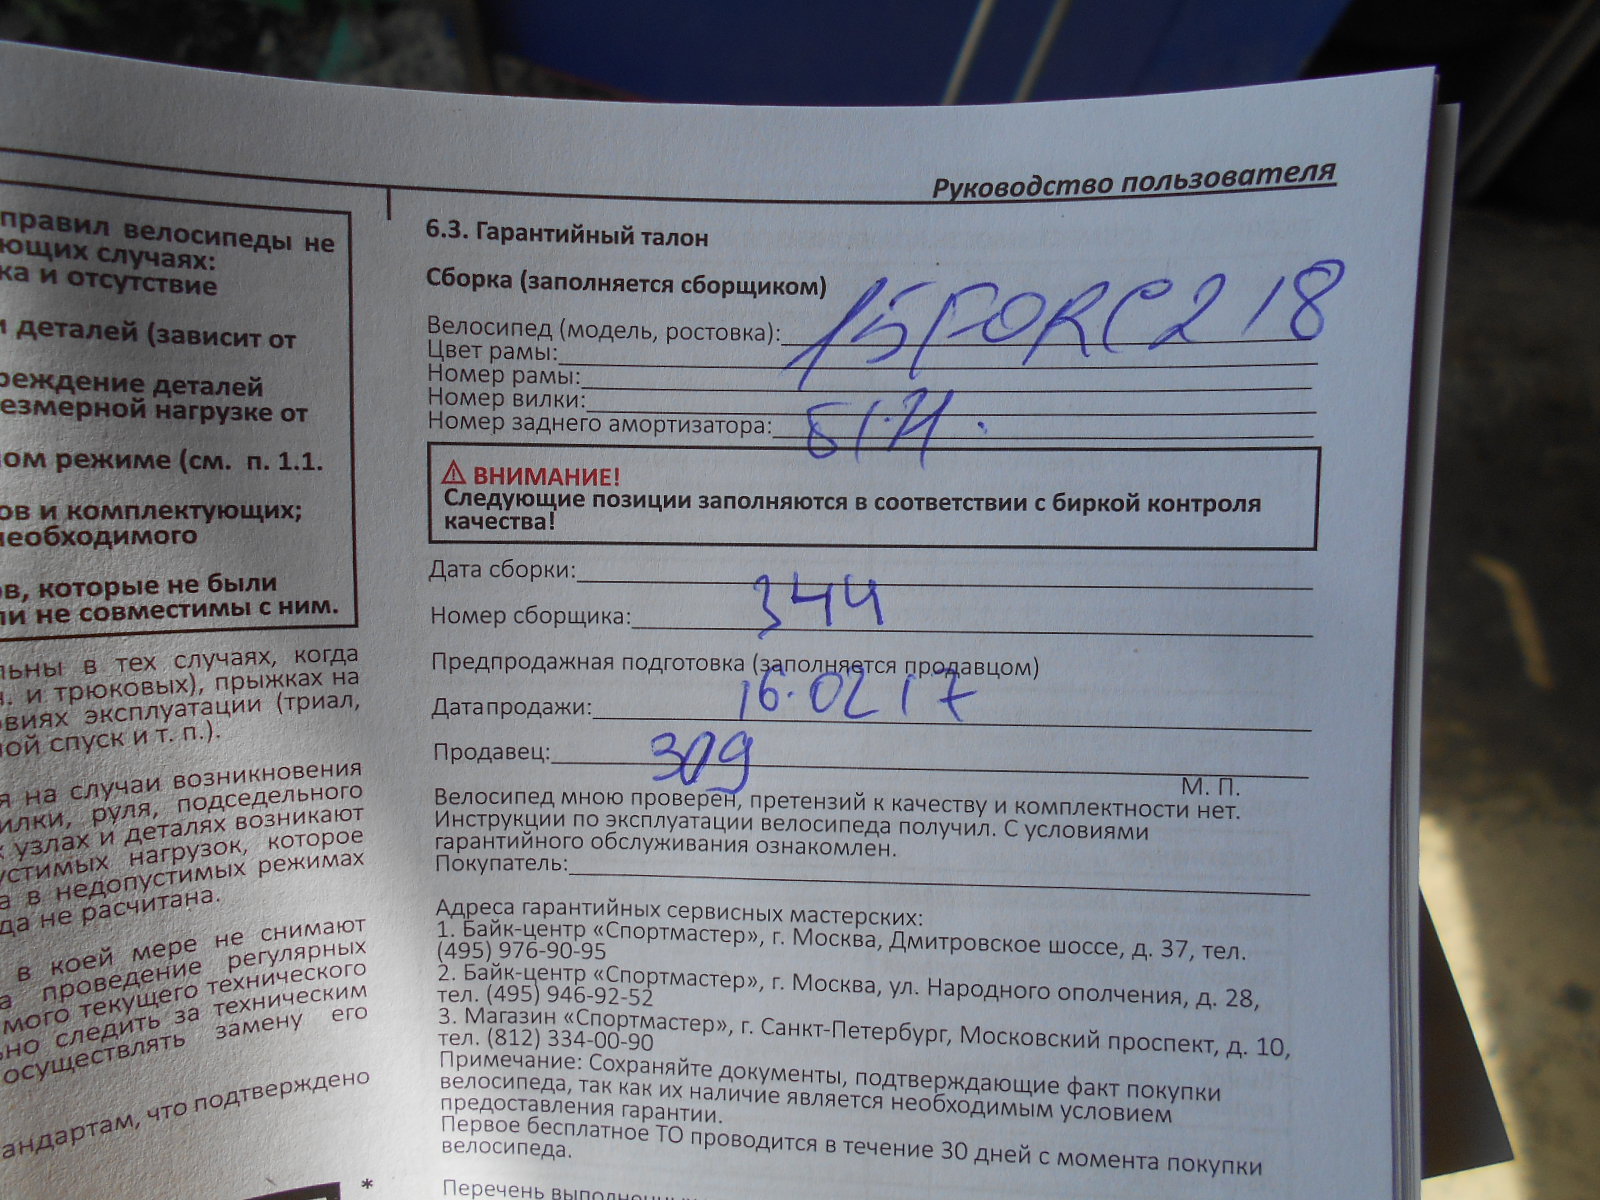 Руководство пользователя
правил велосипеды не
ющих случаях:
ка и отсутствие
и деталей (зависит от
реждение деталей
езмерной нагрузке от
ом режиме (см. п. 1.1.
ов и комплектующих;
необходимого
ов, которые не были
ли не совместимы с ним.
льны в тех случаях, когда
н. и трюковых), прыжках на
овиях эксплуатации (триал,
ной спуск и т. п.).
я на случаи возникновения
илки, руля, подседельного
х узлах и деталях возникают
устимых нагрузок, которое
а в недопустимых режимах
да не расчитана.
в коей мере не снимают
а проведение регулярных
мого текущего технического
ьно следить за техническим
осуществлять замену его
андартам, что подтверждено
*
6.3. Гарантийный талон
Сборка (заполняется сборщиком)
Велосипед (модель, ростовка): 15FORC2 18
Цвет рамы:
Номер рамы:
Номер вилки:
Номер заднего амортизатора:
ВНИМАНИЕ!
Следующие позиции заполняются в соответствии с биркой контроля
качества!
Дата сборки:
Номер сборщика: 344
Предпродажная подготовка (заполняется продавцом)
Дата продажи: 16.02 17
Продавец: 309
М. П.
Велосипед мною проверен, претензий к качеству и комплектности нет.
Инструкции по эксплуатации велосипеда получил. С условиями
гарантийного обслуживания ознакомлен.
Покупатель:
Адреса гарантийных сервисных мастерских:
1. Байк-центр «Спортмастер», г. Москва, Дмитровское шоссе, д. 37, тел.
(495) 976-90-95
2. Байк-центр «Спортмастер», г. Москва, ул. Народного ополчения, д. 28,
тел. (495) 946-92-52
3. Магазин «Спортмастер», г. Санкт-Петербург, Московский проспект, д. 10,
тел. (812) 334-00-90
Примечание: Сохраняйте документы, подтверждающие факт покупки
велосипеда, так как их наличие является необходимым условием
предоставления гарантии.
Первое бесплатное ТО проводится в течение 30 дней с момента покупки
велосипеда.
Перечень